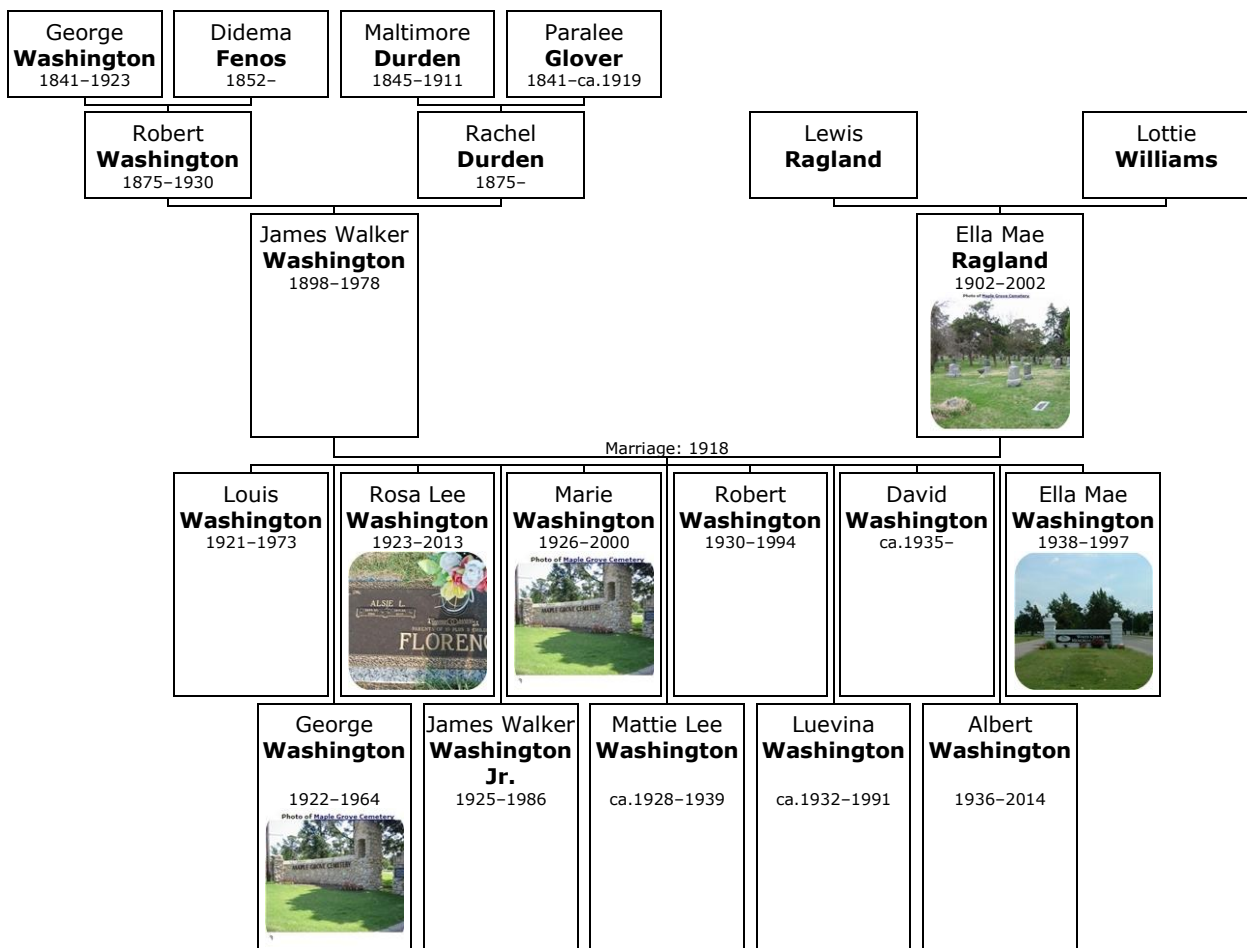 George
Washington
1841–1923
Didema
Fenos
1852–
Maltimore
Durden
1845–1911
Paralee
Glover
1841–ca.1919
Robert
Washington
1875–1930
Rachel
Durden
1875–
Lewis
Ragland
Lottie
Williams
James Walker
Washington
1898–1978
Ella Mae
Ragland
1902–2002
Photo of Maple Grove Cemetery
Marriage: 1918
Louis
Washington
1921–1973
Rosa Lee
Washington
1923–2013
ALSIE L.
FLOREN
Marie
Washington
1926–2000
Photo of Maple Grove Cemetery
MAPLE GROVE CEMETERY
Robert
Washington
1930–1994
David
Washington
ca.1935–
Ella Mae
Washington
1938–1997
George
Washington
1922–1964
Photo of Maple Grove Cemetery
MAPLE GROVE CEMETERY
James Walker
Washington
Jr.
1925–1986
Mattie Lee
Washington
ca.1928–1939
Luevina
Washington
ca.1932–1991
Albert
Washington
1936–2014